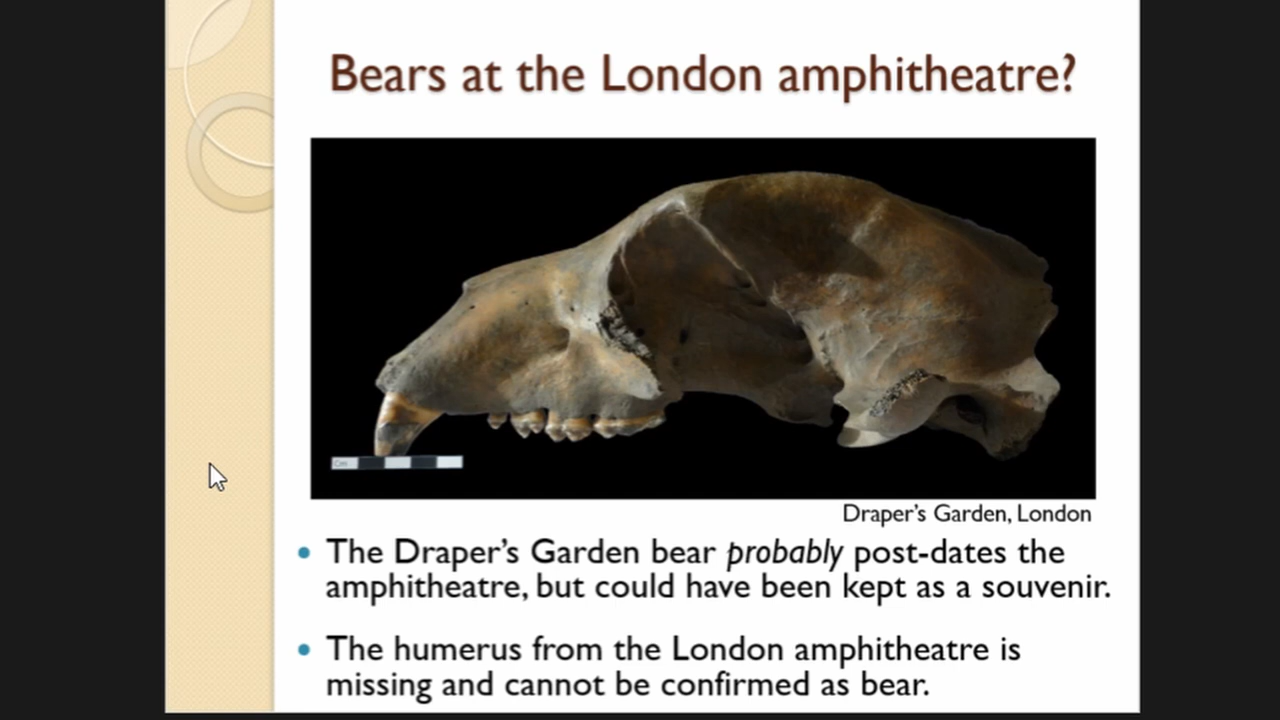 Bears at the London amphitheatre?
Cm
Draper's Garden, London
• The Draper's Garden bear probably post-dates the
amphitheatre, but could have been kept as a souvenir.
• The humerus from the London amphitheatre is
missing and cannot be confirmed as bear.